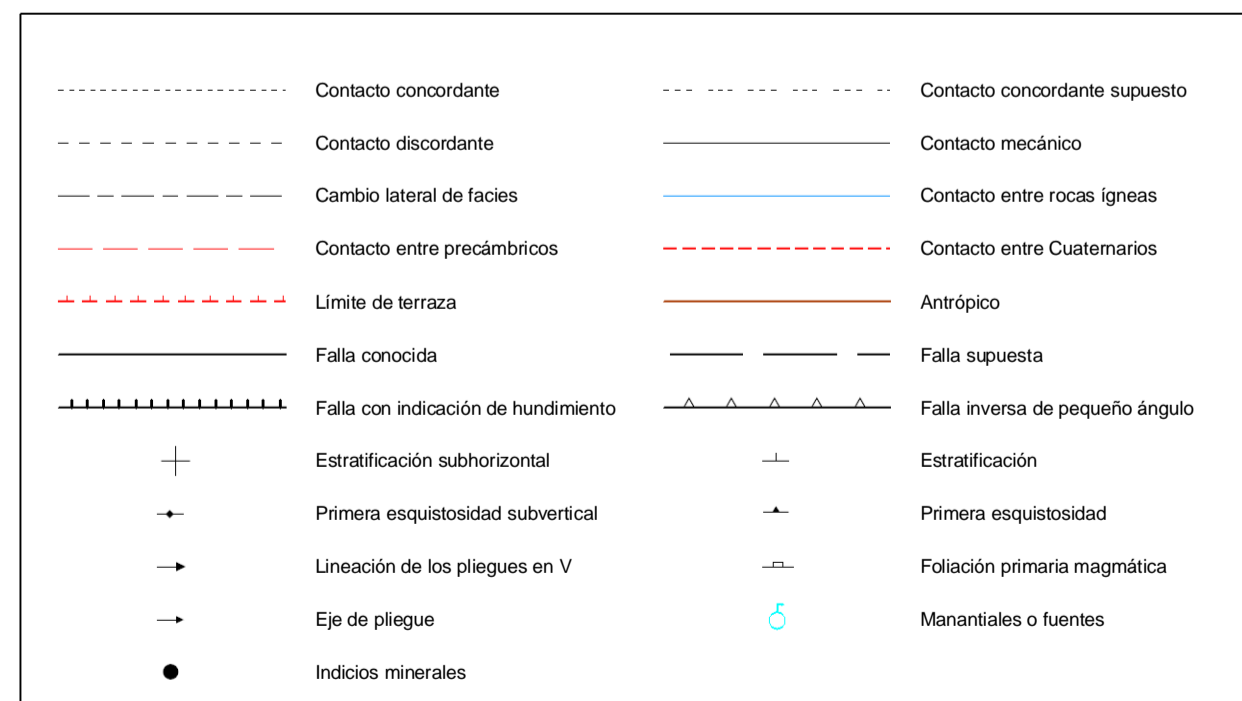 Contacto concordante
Contacto concordante supuesto
Contacto discordante
Contacto mecánico
Cambio lateral de facies
Contacto entre rocas ígneas
Contacto entre precámbricos
Contacto entre Cuaternarios
Límite de terraza
Antrópico
Falla conocida
Falla supuesta
Falla con indicación de hundimiento
Falla inversa de pequeño ángulo
Estratificación subhorizontal
Estratificación
Primera esquistosidad subvertical
Primera esquistosidad
Lineación de los pliegues en V
Foliación primaria magmática
Eje de pliegue
Manantiales o fuentes
Indicios minerales